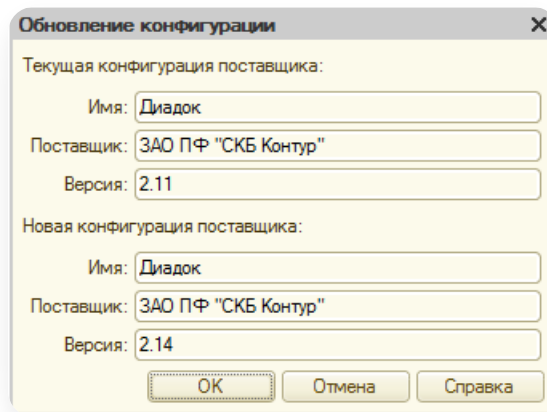 Обновление конфигурации
Текущая конфигурация поставщика:
Имя: Диадок
Поставщик: ЗАО ПФ "СКБ Контур"
Версия: 2.11
Новая конфигурация поставщика:
Имя: Диадок
Поставщик: ЗАО ПФ "СКБ Контур"
Версия: 2.14
ОК Отмена Справка